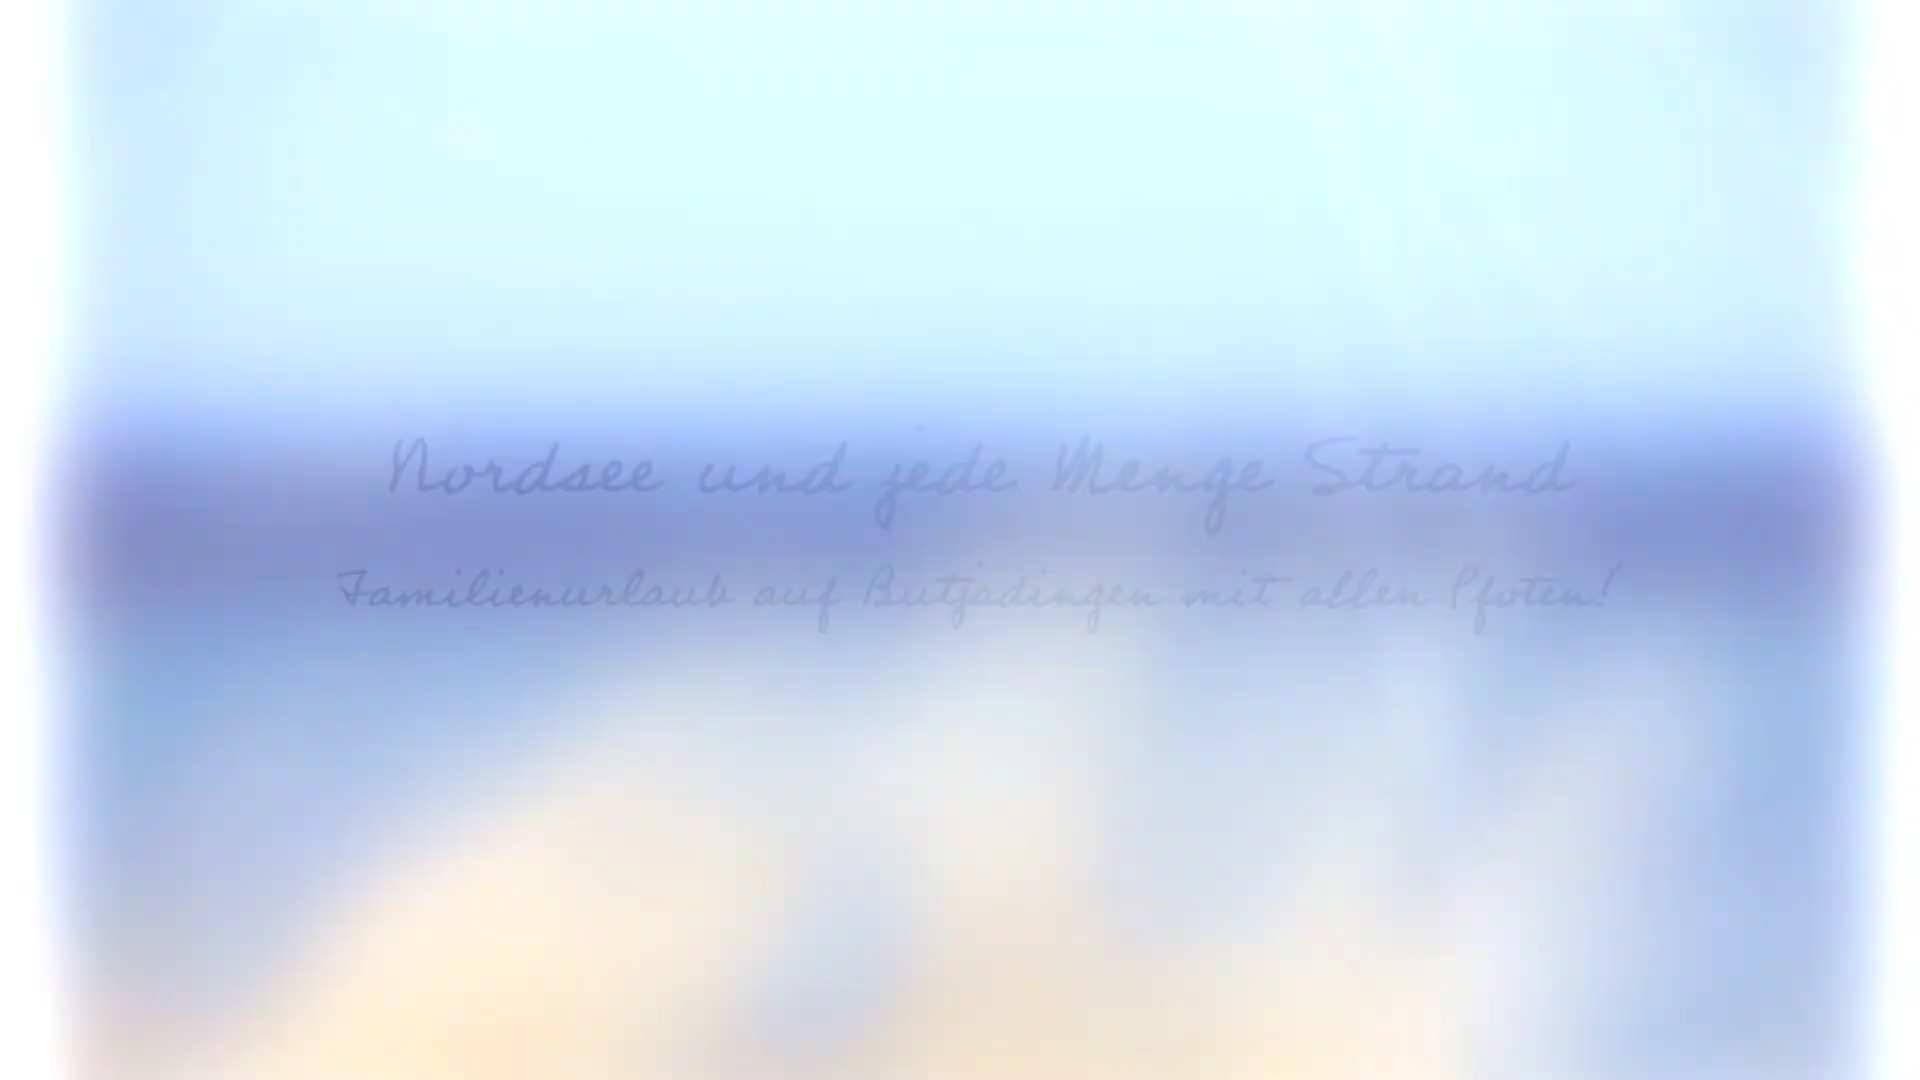 Nordsee und jede Menge Strand
Familienurlaub auf Butjadingen mit allen Pfoten!